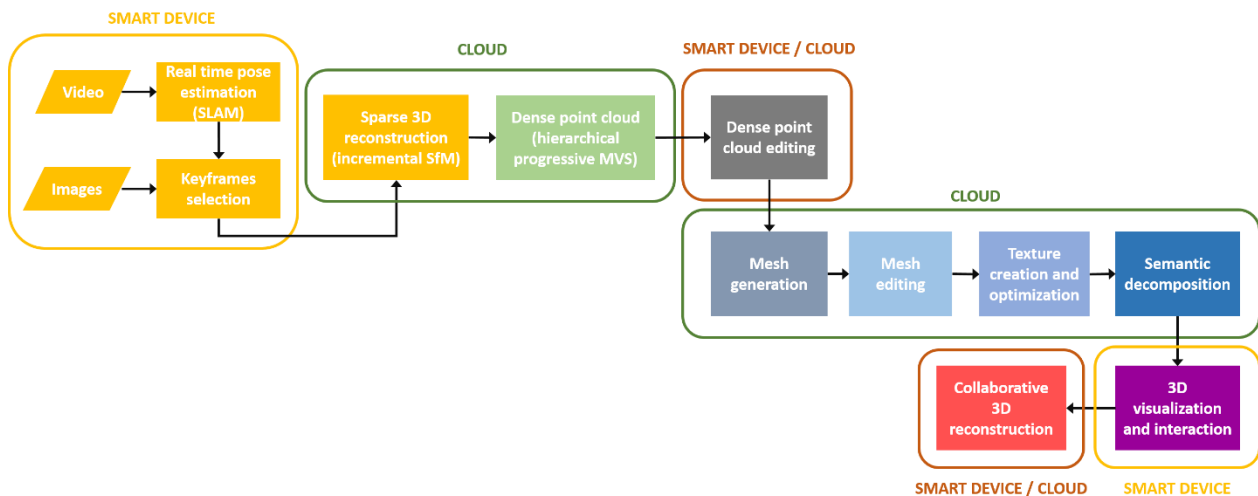 SMART DEVICE
Video
Real time pose
estimation
(SLAM)
Images
Keyframes
selection
CLOUD
Sparse 3D
reconstruction
(incremental SfM)
Dense point cloud
(hierarchical
progressive MVS)
SMART DEVICE / CLOUD
Dense point
cloud editing
CLOUD
Mesh
generation
Mesh
editing
Texture
creation and
optimization
Semantic
decomposition
Collaborative
3D
reconstruction
3D
visualization
and interaction
SMART DEVICE / CLOUD
SMART DEVICE